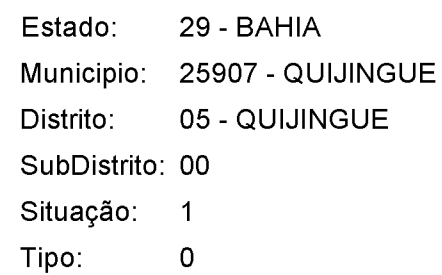 Estado: 29 - BAHIA
Municipio: 25907 - QUIJINGUE
Distrito: 05 - QUIJINGUE
SubDistrito: 00
Situação: 1
Tipo: 0